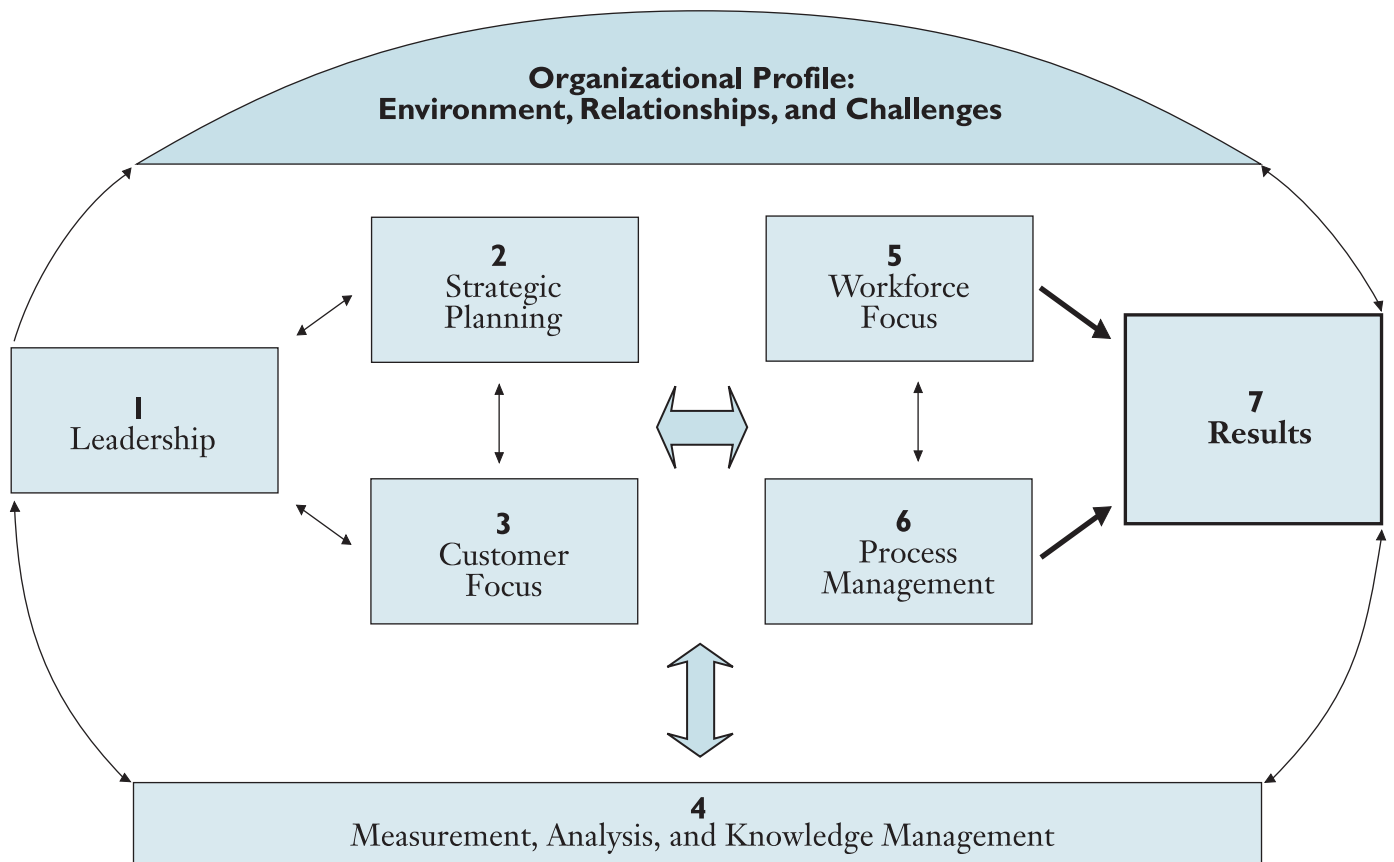 Organizational Profile:
Environment, Relationships, and Challenges
2
Strategic
Planning
5
Workforce
Focus
1
Leadership
7
Results
3
Customer
Focus
6
Process
Management
4
Measurement, Analysis, and Knowledge Management